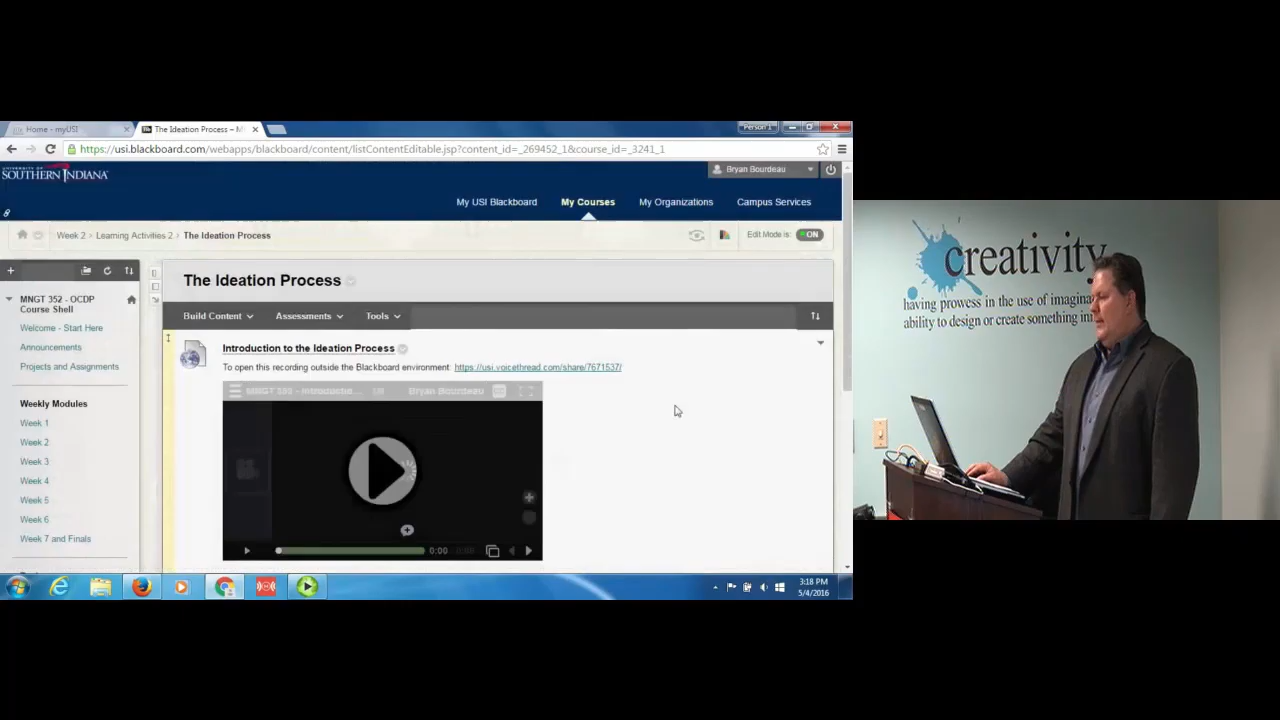 Home - myUSI
The Ideation Process – M
Person 1
https://usi.blackboard.com/webapps/blackboard/content/listContentEditable.jsp?content_id=_269452_1&course_id=_3241_1
UNIVERSITY OF
SOUTHERN INDIANA
Bryan Bourdeau
My USI Blackboard
My Courses
My Organizations
Campus Services
Week 2 > Learning Activities 2 > The Ideation Process
Edit Mode is: ON
MNGT 352 - OCDP
Course Shell
Welcome - Start Here
Announcements
Projects and Assignments
Weekly Modules
Week 1
Week 2
Week 3
Week 4
Week 5
Week 6
Week 7 and Finals
The Ideation Process
Build Content
Assessments
Tools
Introduction to the Ideation Process
To open this recording outside the Blackboard environment: https://usi.voicethread.com/share/7671537/
Bryan Bourdeau
0:00
3:18 PM
5/4/2016
creativity
having prowess in the use of
ability to design or create something